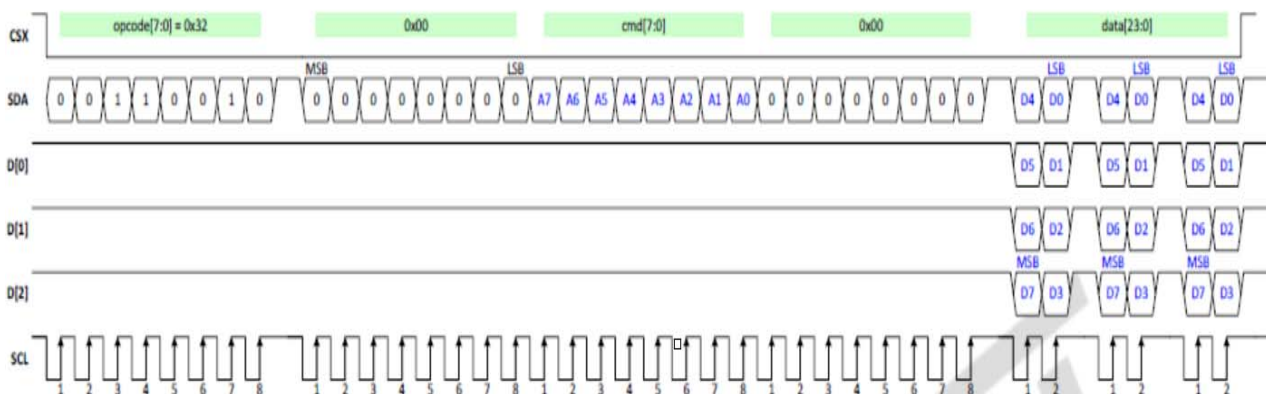 opcode[7:0] = 0x32 0x00 cmd[7:0] 0x00 data[23:0]
CSX
MSB LSB LSB LSB LSB
SDA 0 0 1 1 0 0 1 0 0 0 0 0 0 0 0 0 A7 A6 A5 A4 A3 A2 A1 A0 0 0 0 0 0 0 0 0 D4 D0 D4 D0 D4 D0
D[0] D5 D1 D5 D1 D5 D1
D[1] D6 D2 D6 D2 D6 D2
MSB MSB MSB
D[2] D7 D3 D7 D3 D7 D3
SCL
1 2 3 4 5 6 7 8 1 2 3 4 5 6 7 8 1 2 3 4 5 6 7 8 1 2 3 4 5 6 7 8 1 2 1 2 1 2